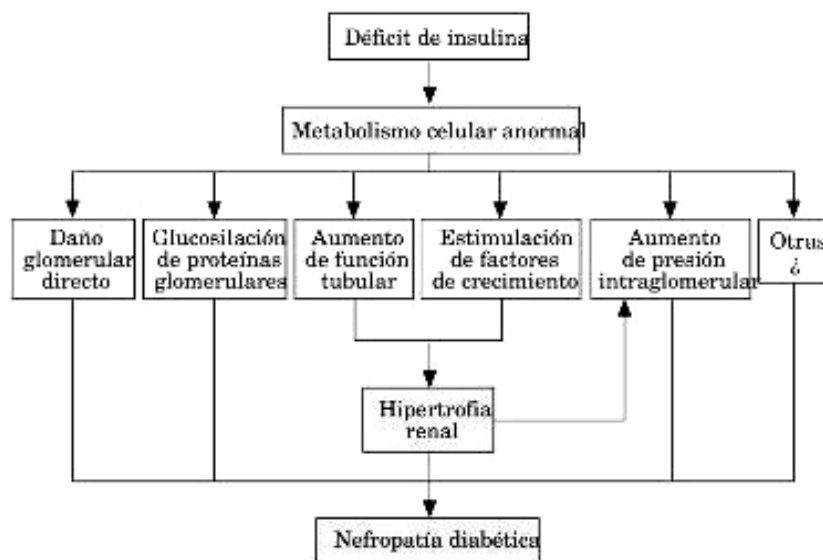 Déficit de insulina
Metabolismo celular anormal
Daño
glomerular
directo
Glucosilación
de proteínas
glomerulares
Aumento
de función
tubular
Estimulación
de factores
de crecimiento
Aumento
de presión
intraglomerular
Otras
¿
Hipertrofia
renal
Nefropatía diabética